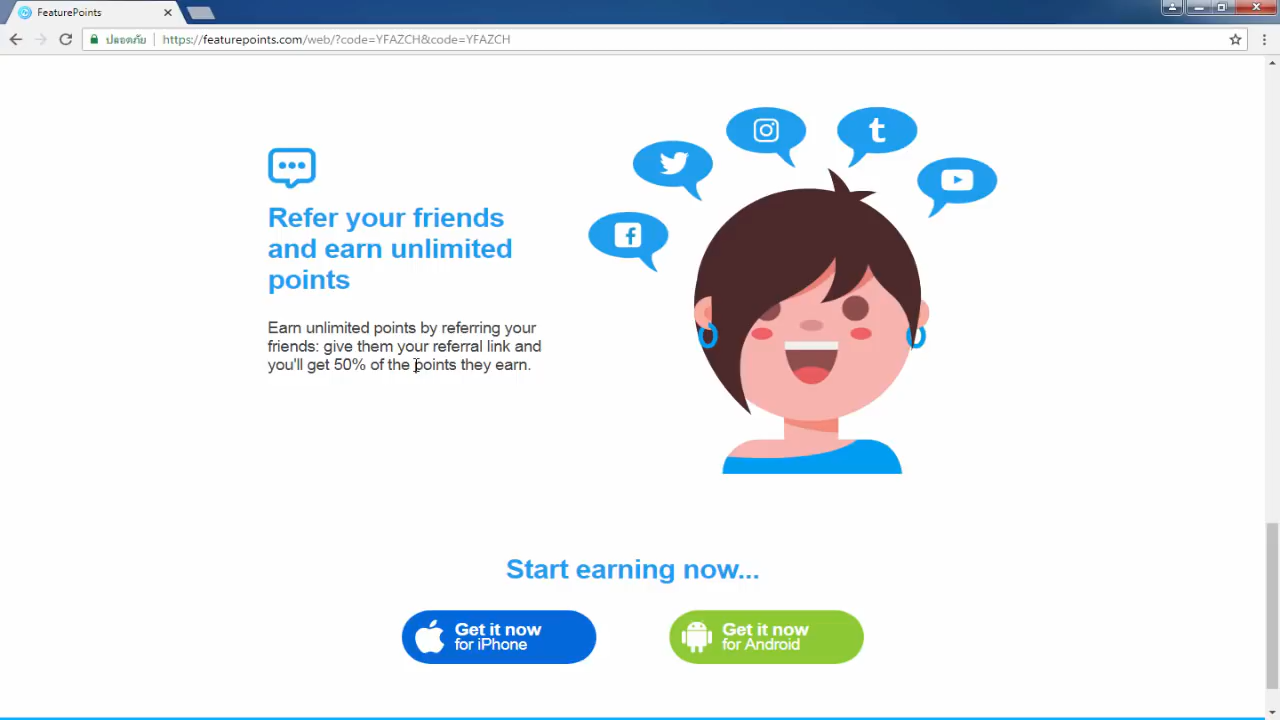 FeaturePoints
ปลอดภัย
https://featurepoints.com/web/?code=YFAZCH&code=YFAZCH
Refer your friends
and earn unlimited
points
Earn unlimited points by referring your
friends: give them your referral link and
you'll get 50% of the points they earn.
Start earning now...
Get it now
for iPhone
Get it now
for Android